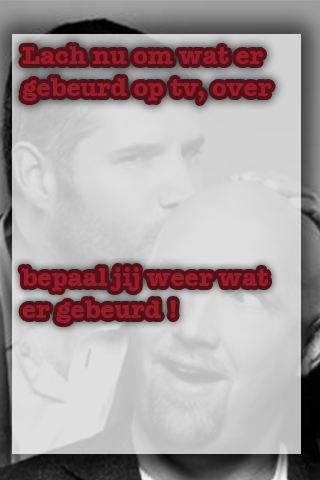 Lach nu om wat er
gebeurd op tv, over
bepaal jij weer wat
er gebeurd !